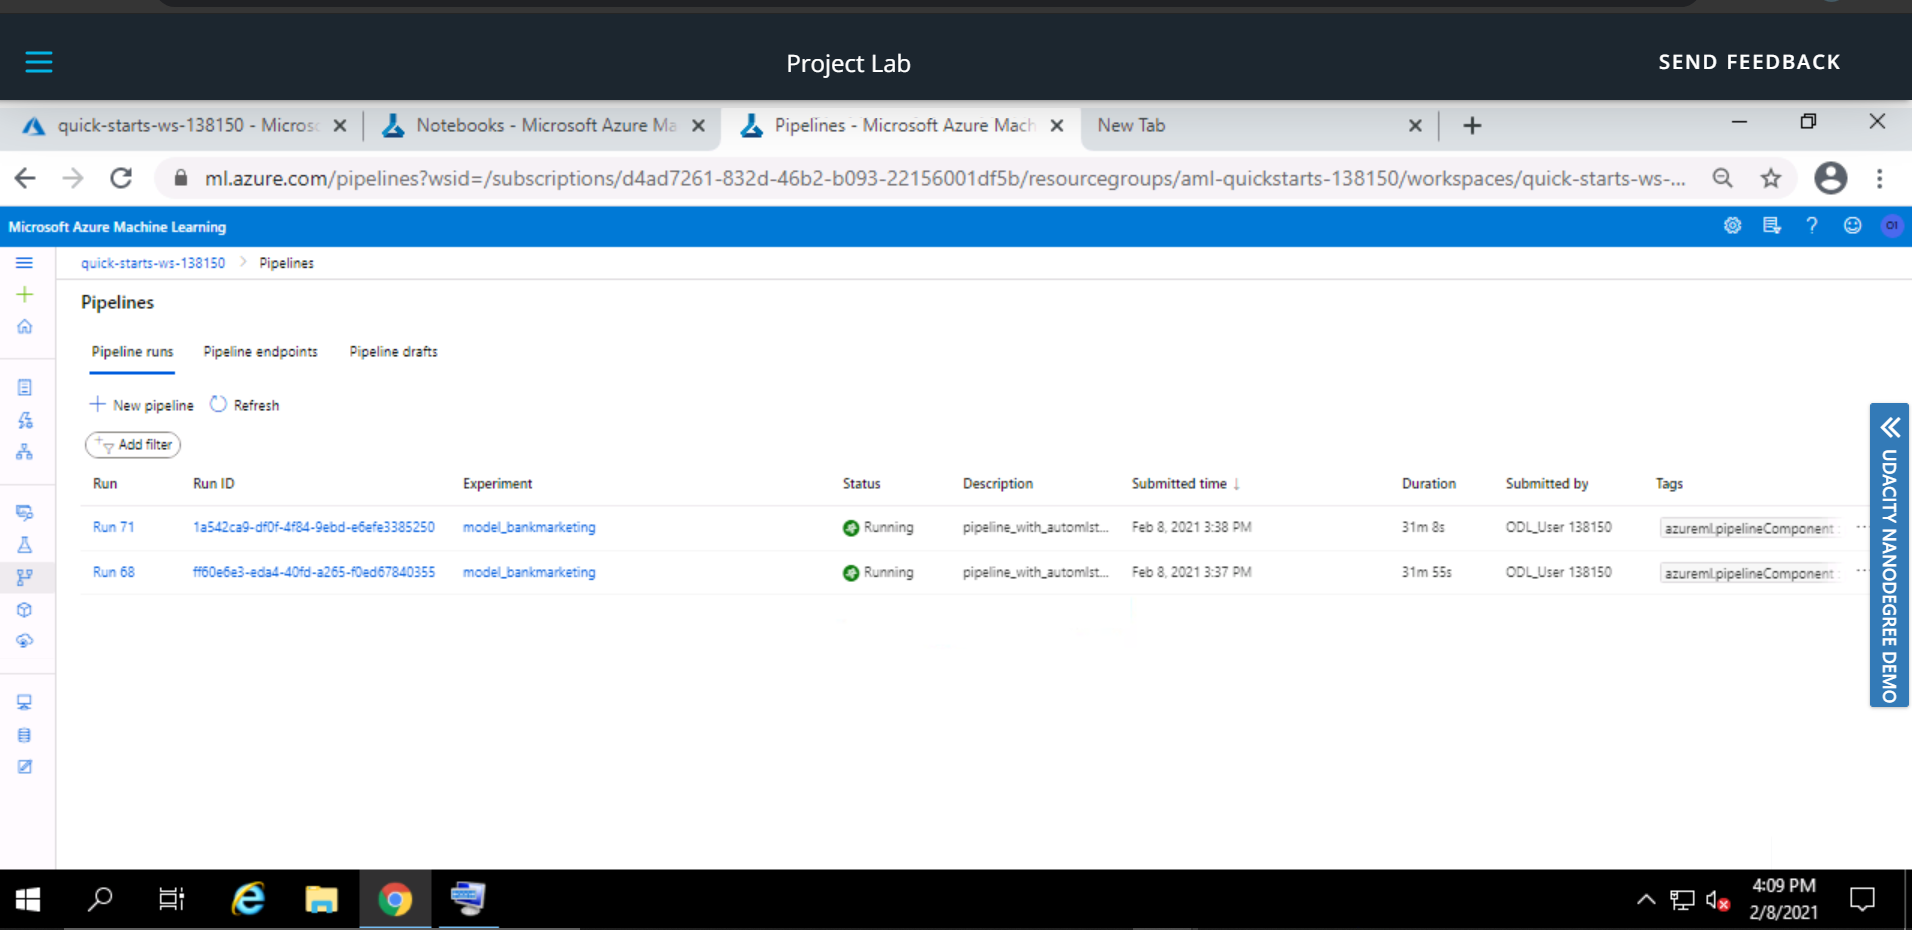 Project Lab
SEND FEEDBACK
quick-starts-ws-138150 - Micros
Notebooks - Microsoft Azure Ma
Pipelines - Microsoft Azure Mach
New Tab
ml.azure.com/pipelines?wsid=/subscriptions/d4ad7261-832d-46b2-b093-22156001df5b/resourcegroups/aml-quickstarts-138150/workspaces/quick-starts-ws-...
Microsoft Azure Machine Learning
OI
quick-starts-ws-138150 > Pipelines
Pipelines
Pipeline runs Pipeline endpoints Pipeline drafts
New pipeline Refresh
Add filter
Run Run ID Experiment Status Description Submitted time ↓ Duration Submitted by Tags
Run 71 1a542ca9-df0f-4f84-9ebd-e6efe3385250 model_bankmarketing Running pipeline_with_automlst... Feb 8, 2021 3:38 PM 31m 8s ODL_User 138150 azureml.pipelineComponent : ...
Run 68 ff60e6e3-eda4-40fd-a265-f0ed67840355 model_bankmarketing Running pipeline_with_automlst... Feb 8, 2021 3:37 PM 31m 55s ODL_User 138150 azureml.pipelineComponent : ...
UDACITY NANODEGREE DEMO
4:09 PM
2/8/2021